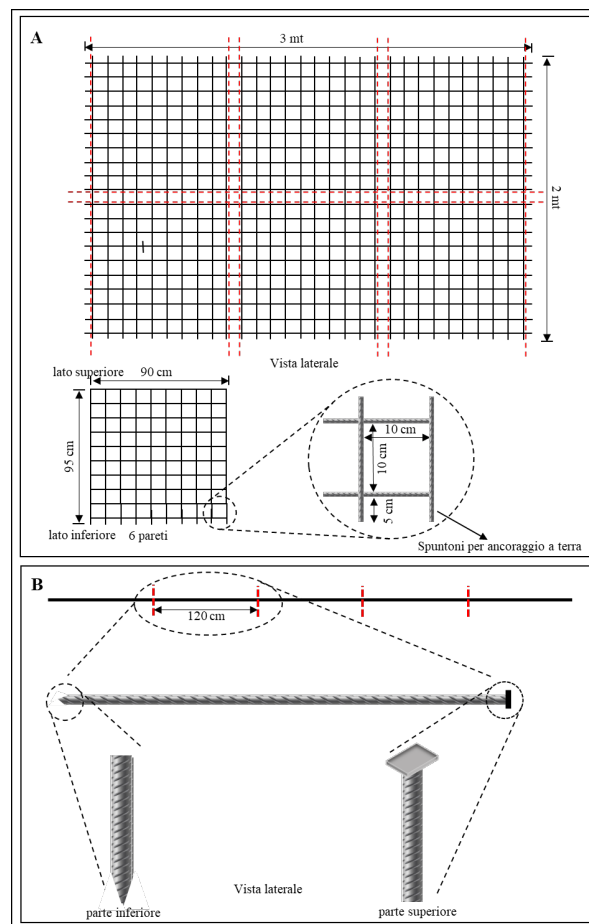 A
3 mt
2 mt
Vista laterale
lato superiore
90 cm
95 cm
10 cm
10 cm
5 cm
lato inferiore
6 pareti
Spuntoni per ancoraggio a terra
B
120 cm
Vista laterale
parte inferiore
parte superiore